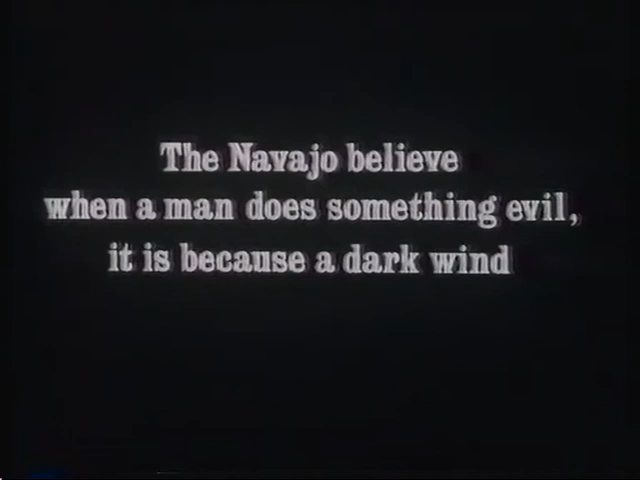 The Navajo believe
when a man does something evil,
it is because a dark wind